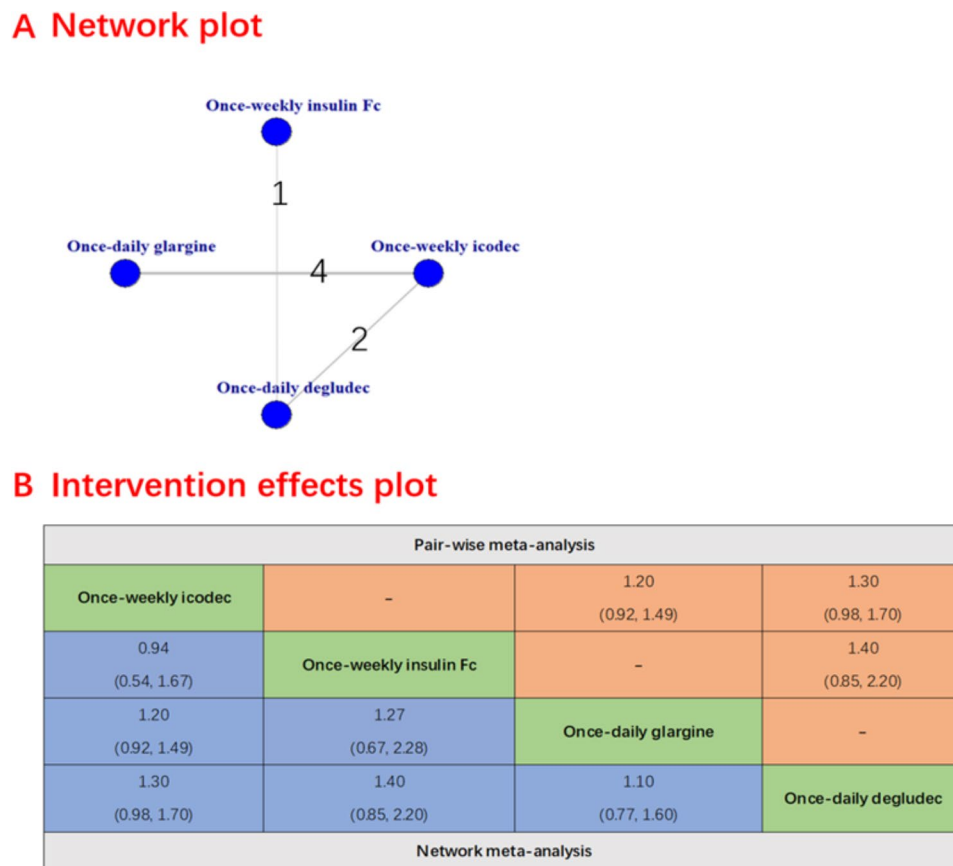 A Network plot
Once-weekly insulin Fc
1
Once-daily glargine
Once-weekly icodec
4
2
Once-daily degludec
B Intervention effects plot
Pair-wise meta-analysis
Once-weekly icodec
–
1.20
(0.92, 1.49)
1.30
(0.98, 1.70)
0.94
(0.54, 1.67)
Once-weekly insulin Fc
–
1.40
(0.85, 2.20)
1.20
(0.92, 1.49)
1.27
(0.67, 2.28)
Once-daily glargine
–
1.30
(0.98, 1.70)
1.40
(0.85, 2.20)
1.10
(0.77, 1.60)
Once-daily degludec
Network meta-analysis